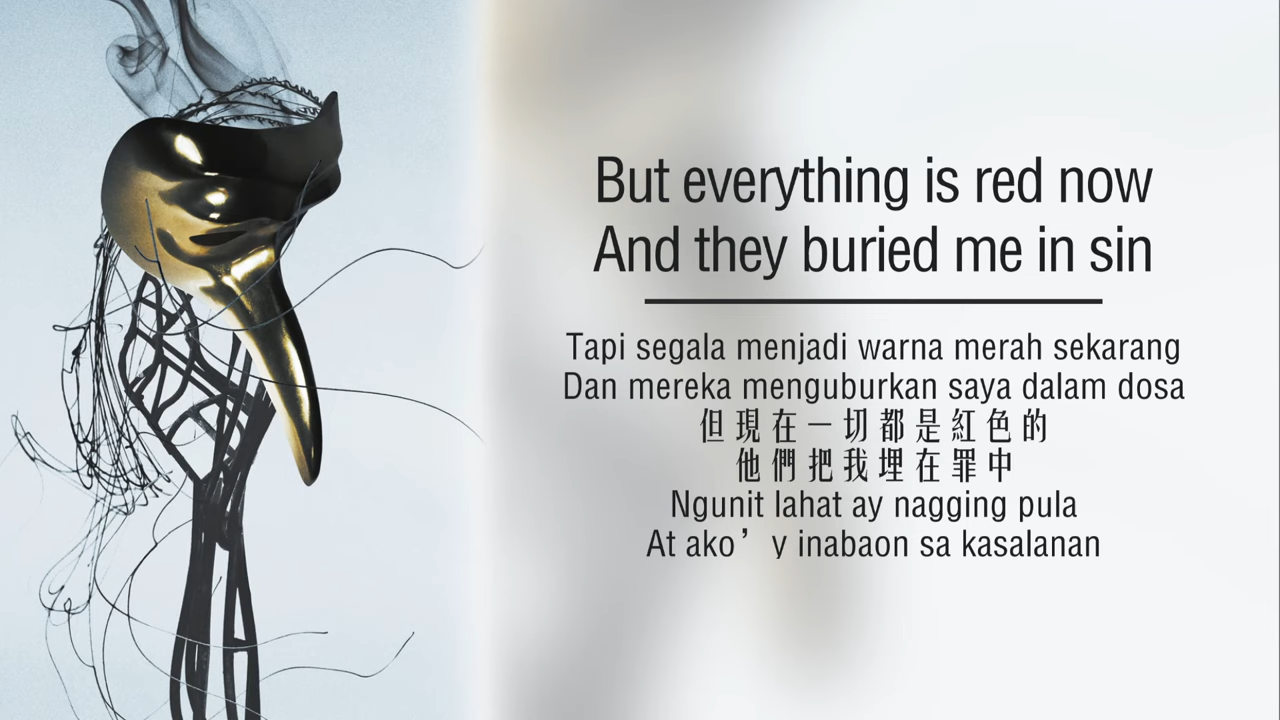 But everything is red now
And they buried me in sin
Tapi segala menjadi warna merah sekarang
Dan mereka menguburkan saya dalam dosa
但現在一切都是紅色的
他們把我埋在罪中
Ngunit lahat ay nagging pula
At ako’y inabaon sa kasalanan